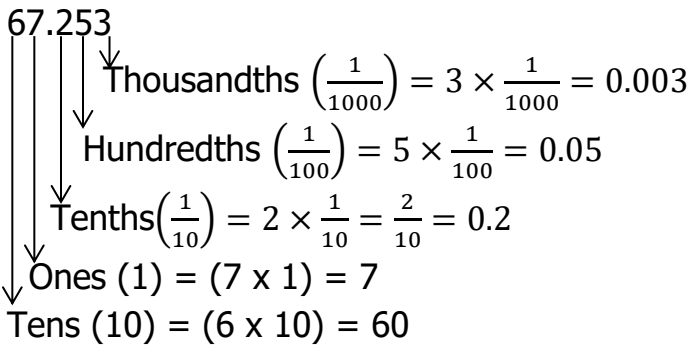 67.253
Thousandths (1/1000) = 3 × 1/1000 = 0.003
Hundredths (1/100) = 5 × 1/100 = 0.05
Tenths(1/10) = 2 × 1/10 = 2/10 = 0.2
Ones (1) = (7 x 1) = 7
Tens (10) = (6 x 10) = 60